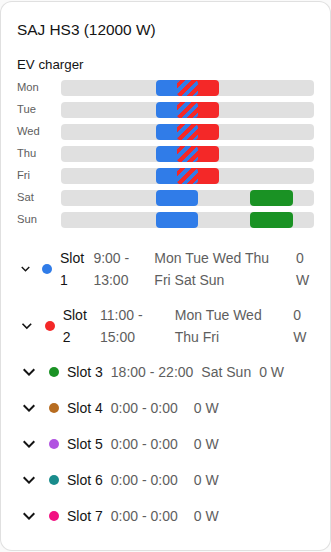 SAJ HS3 (12000 W)
EV charger
Mon
Tue
Wed
Thu
Fri
Sat
Sun
Slot 1 9:00 - 13:00 Mon Tue Wed Thu Fri Sat Sun 0 W
Slot 2 11:00 - 15:00 Mon Tue Wed Thu Fri 0 W
Slot 3 18:00 - 22:00 Sat Sun 0 W
Slot 4 0:00 - 0:00 0 W
Slot 5 0:00 - 0:00 0 W
Slot 6 0:00 - 0:00 0 W
Slot 7 0:00 - 0:00 0 W